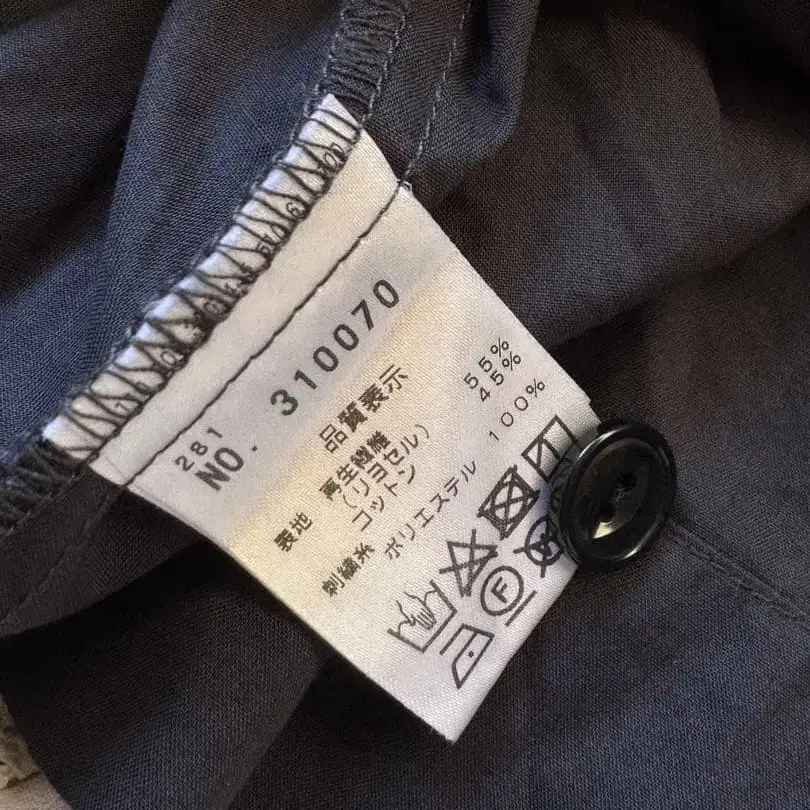 281
NO. 310070
品質表示
表地 再生繊維 55%
(リヨセル)
コットン 45%
刺繍糸 ポリエステル 100%
F
W